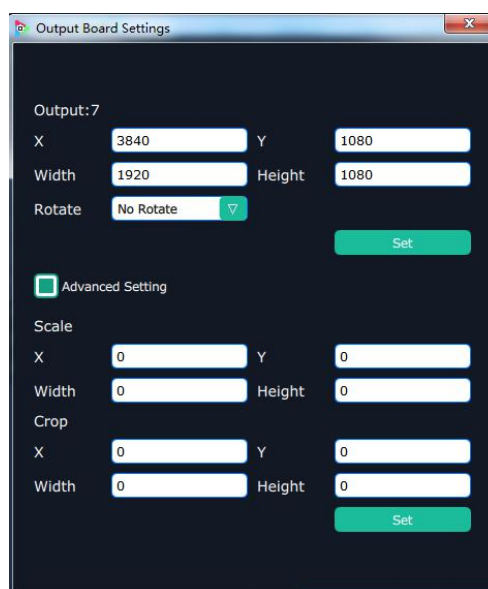 Output Board Settings
Output:7
X 3840 Y 1080
Width 1920 Height 1080
Rotate No Rotate
Set
Advanced Setting
Scale
X 0 Y 0
Width 0 Height 0
Crop
X 0 Y 0
Width 0 Height 0
Set